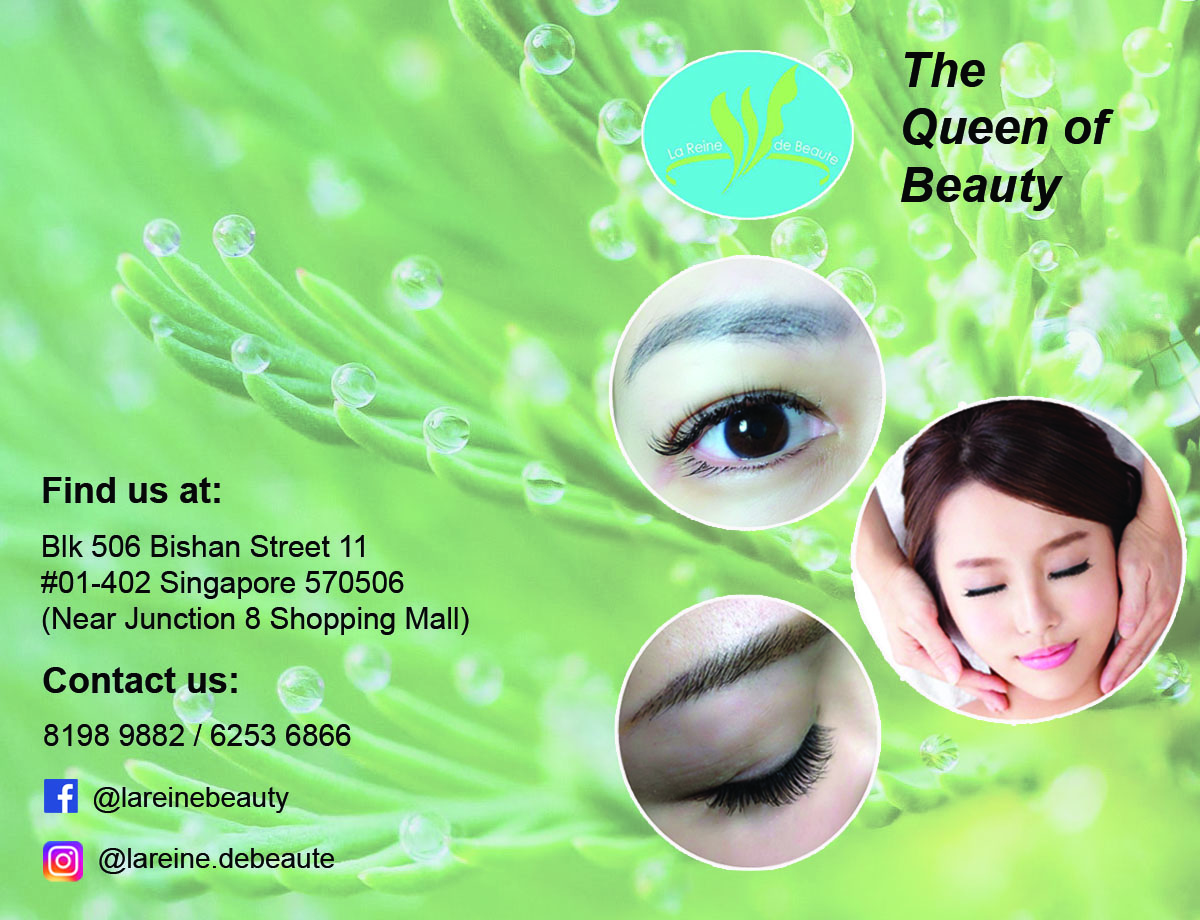 La Reine de Beaute
The
Queen of
Beauty
Find us at:
Blk 506 Bishan Street 11
#01-402 Singapore 570506
(Near Junction 8 Shopping Mall)
Contact us:
8198 9882 / 6253 6866
@lareinebeauty
@lareine.debeaute